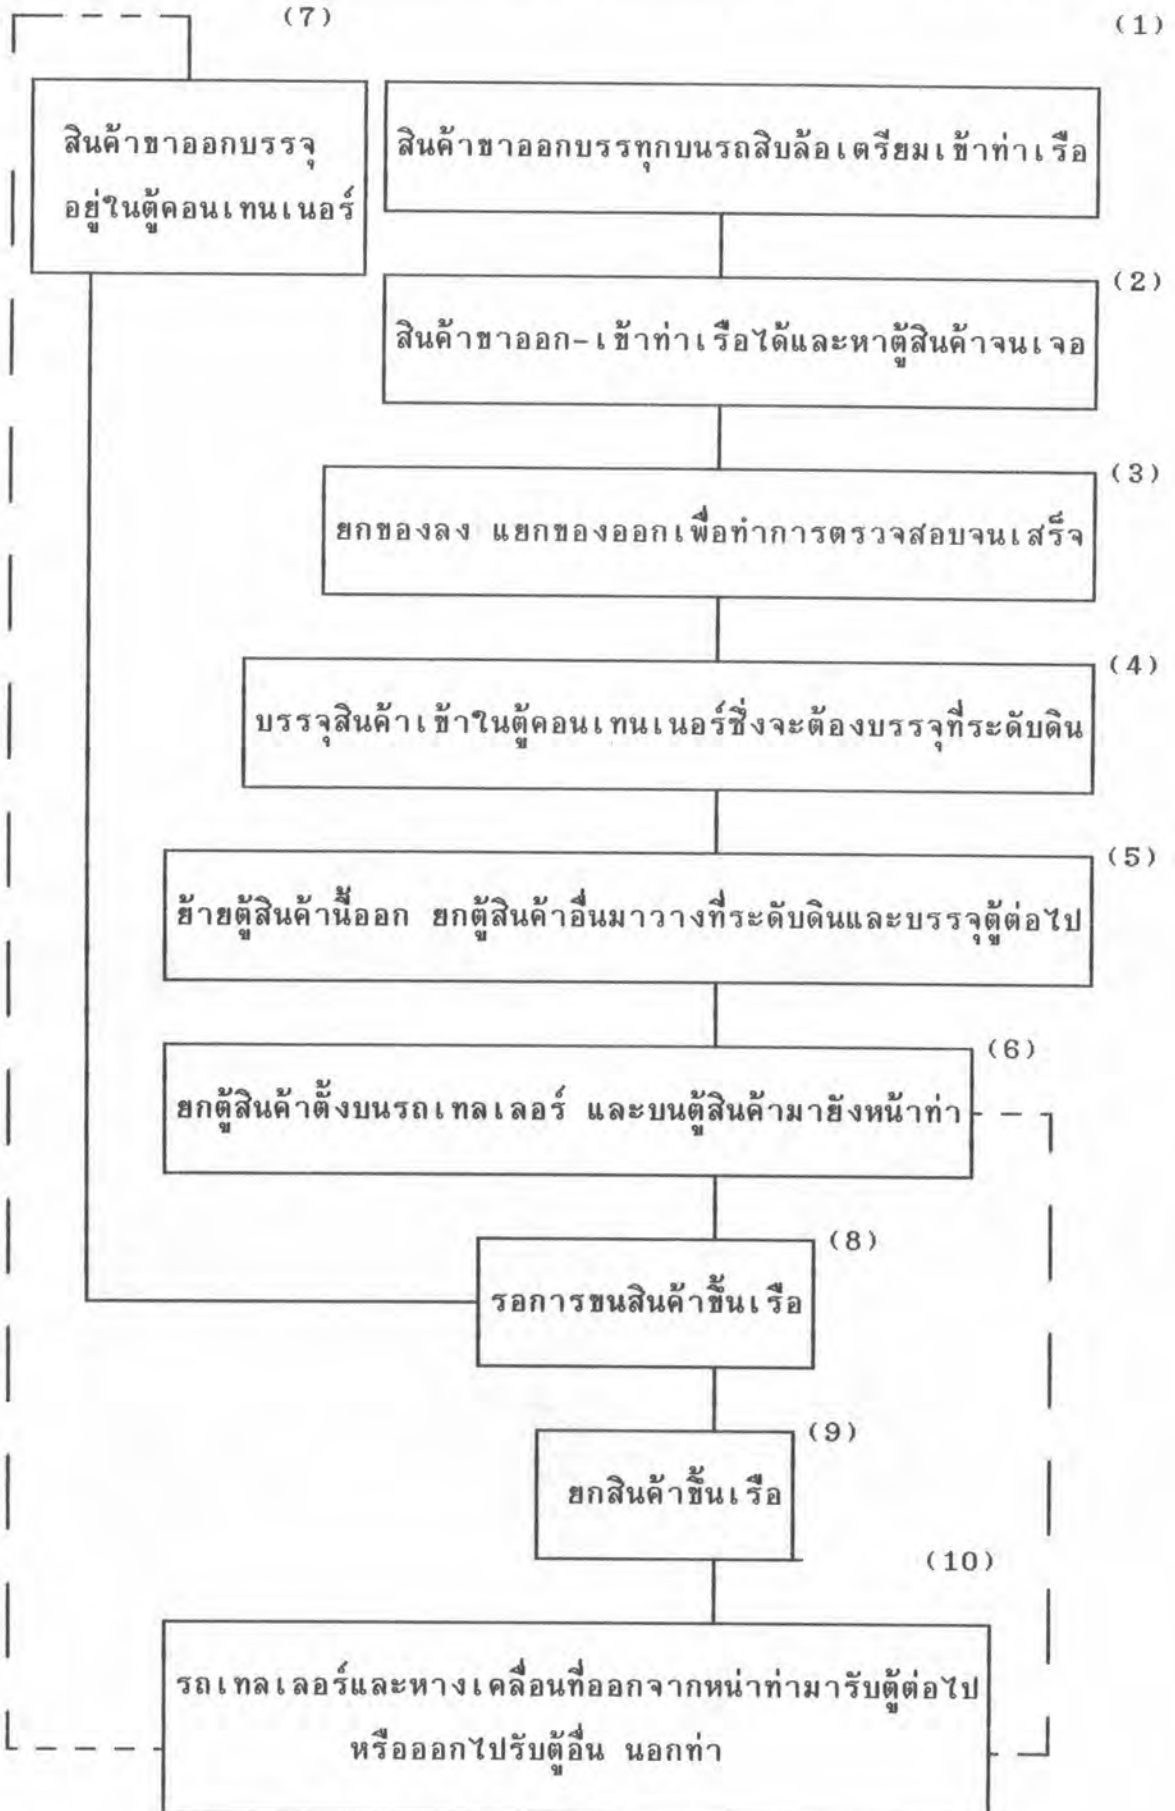 (7)
(1)
สินค้าขาออกบรรจุ
อยู่ในตู้คอนเทนเนอร์
สินค้าขาออกบรรทุกบนรถสิบล้อเตรียมเข้าท่าเรือ
(2)
สินค้าขาออก-เข้าท่าเรือได้และหาตู้สินค้าจนเจอ
(3)
ยกของลง แยกของออกเพื่อทำการตรวจสอบจนเสร็จ
(4)
บรรจุสินค้าเข้าในตู้คอนเทนเนอร์ซึ่งจะต้องบรรจุที่ระดับดิน
(5)
ย้ายตู้สินค้านี้ออก ยกตู้สินค้าอื่นมาวางที่ระดับดินและบรรจุตู้ต่อไป
(6)
ยกตู้สินค้าตั้งบนรถเทลเลอร์ และบนตู้สินค้ามายังหน้าท่า
(8)
รอการขนสินค้าขึ้นเรือ
(9)
ยกสินค้าขึ้นเรือ
(10)
รถเทลเลอร์และหางเคลื่อนที่ออกจากหน่าท่ามารับตู้ต่อไป
หรือออกไปรับตู้อื่น นอกท่า